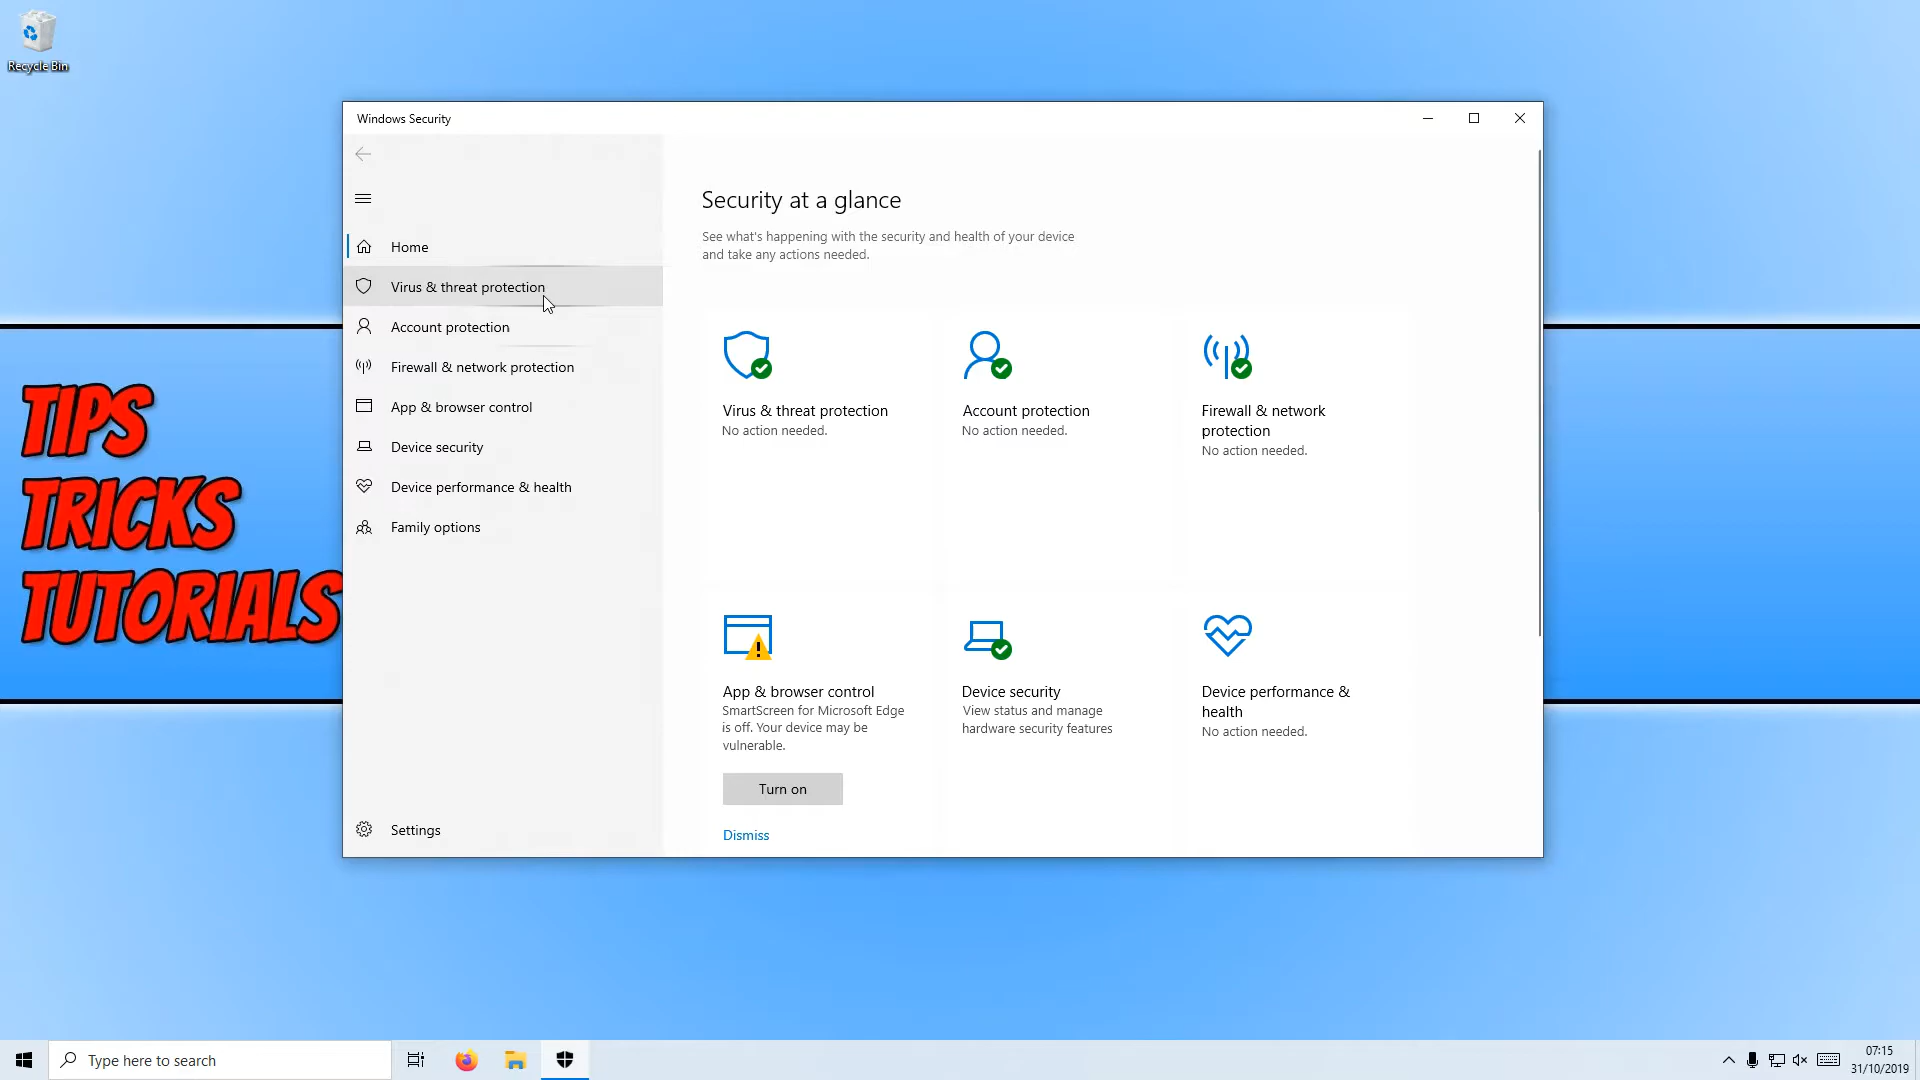 Recycle Bin
Windows Security
Home
Virus & threat protection
Account protection
Firewall & network protection
App & browser control
Device security
Device performance & health
Family options
Settings
Security at a glance
See what's happening with the security and health of your device
and take any actions needed.
Virus & threat protection
No action needed.
Account protection
No action needed.
Firewall & network
protection
No action needed.
App & browser control
SmartScreen for Microsoft Edge
is off. Your device may be
vulnerable.
Turn on
Dismiss
Device security
View status and manage
hardware security features
Device performance &
health
No action needed.
TIPS
TRICKS
TUTORIALS
Type here to search
07:15
31/10/2019